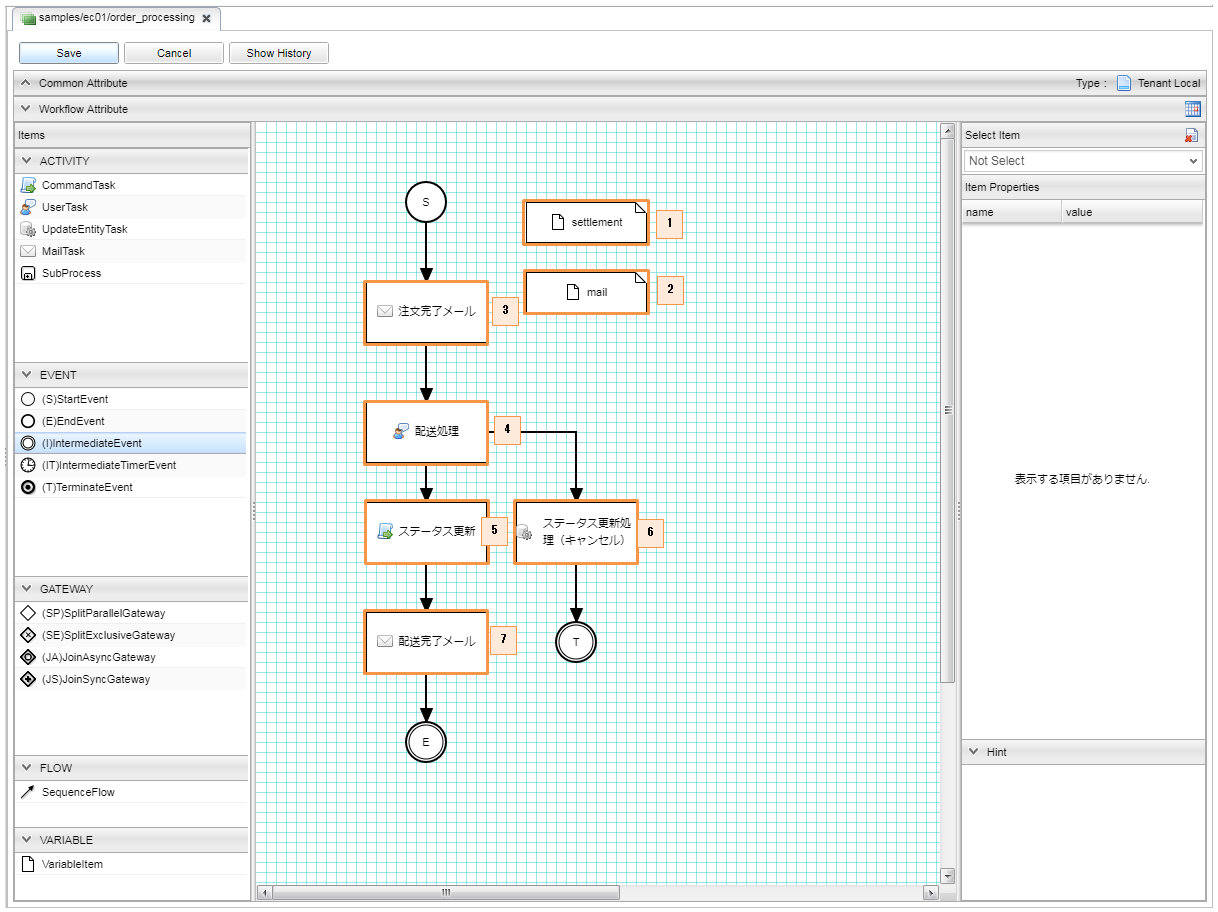 samples/ec01/order_processing
Save
Cancel
Show History
Common Attribute
Type :
Tenant Local
Workflow Attribute
Items
ACTIVITY
CommandTask
UserTask
UpdateEntityTask
MailTask
SubProcess
EVENT
(S)StartEvent
(E)EndEvent
(I)IntermediateEvent
(IT)IntermediateTimerEvent
(T)TerminateEvent
GATEWAY
(SP)SplitParallelGateway
(SE)SplitExclusiveGateway
(JA)JoinAsyncGateway
(JS)JoinSyncGateway
FLOW
SequenceFlow
VARIABLE
VariableItem
S
settlement
1
mail
2
注文完了メール
3
配送処理
4
ステータス更新
5
ステータス更新処
理（キャンセル）
6
配送完了メール
7
T
E
Select Item
Not Select
Item Properties
name
value
表示する項目がありません.
Hint